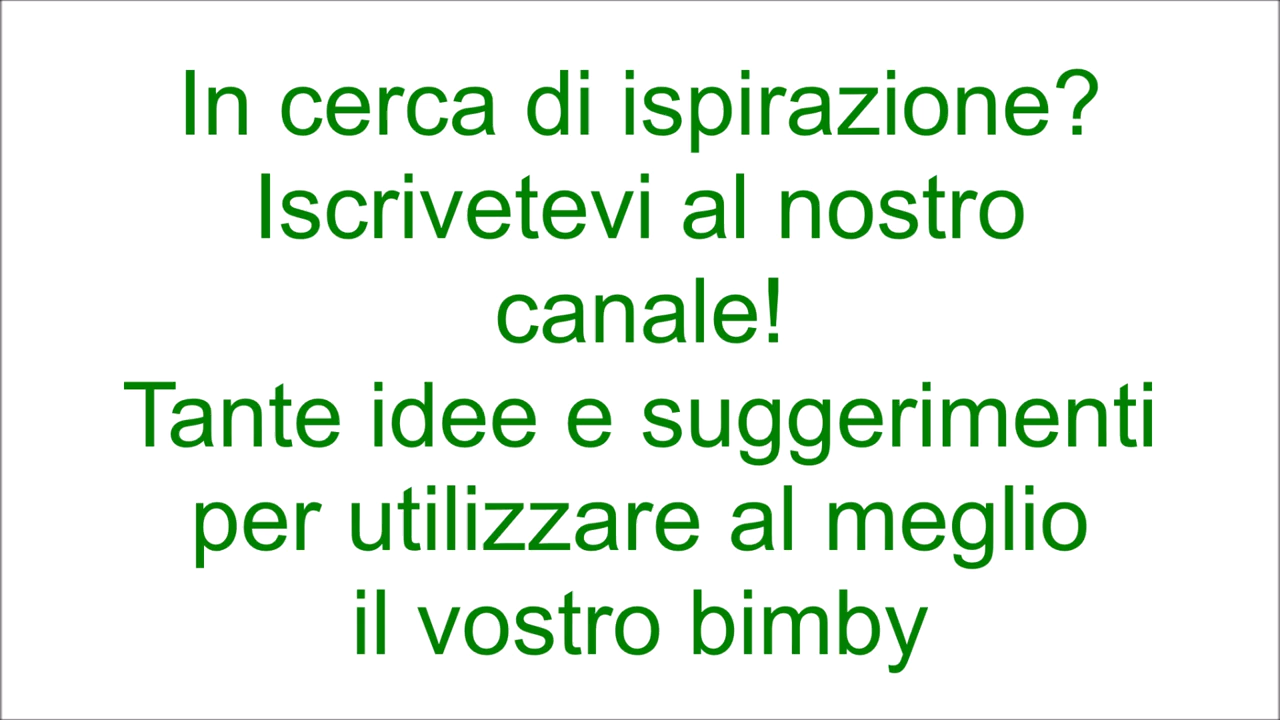 In cerca di ispirazione?
Iscrivetevi al nostro
canale!
Tante idee e suggerimenti
per utilizzare al meglio
il vostro bimby